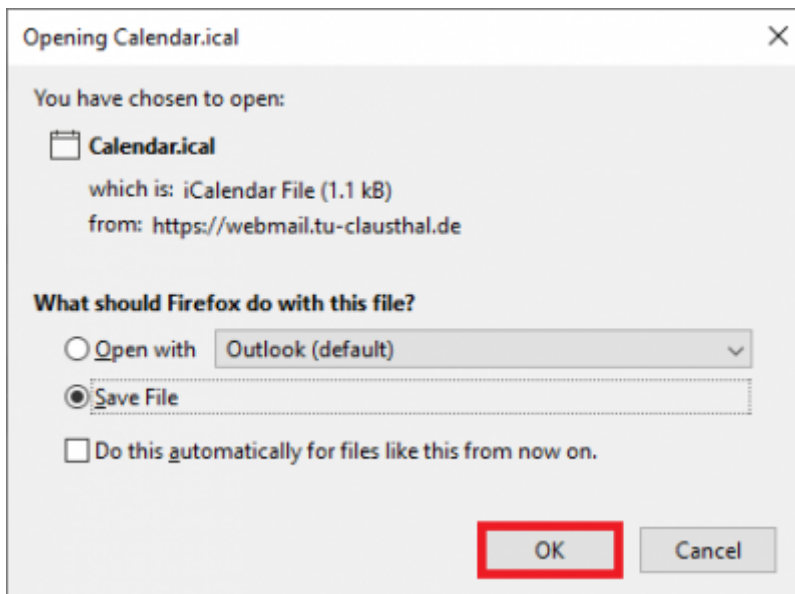 Opening Calendar.ical
You have chosen to open:
Calendar.ical
which is: iCalendar File (1.1 kB)
from: https://webmail.tu-clausthal.de
What should Firefox do with this file?
Open with Outlook (default)
Save File
Do this automatically for files like this from now on.
OK Cancel